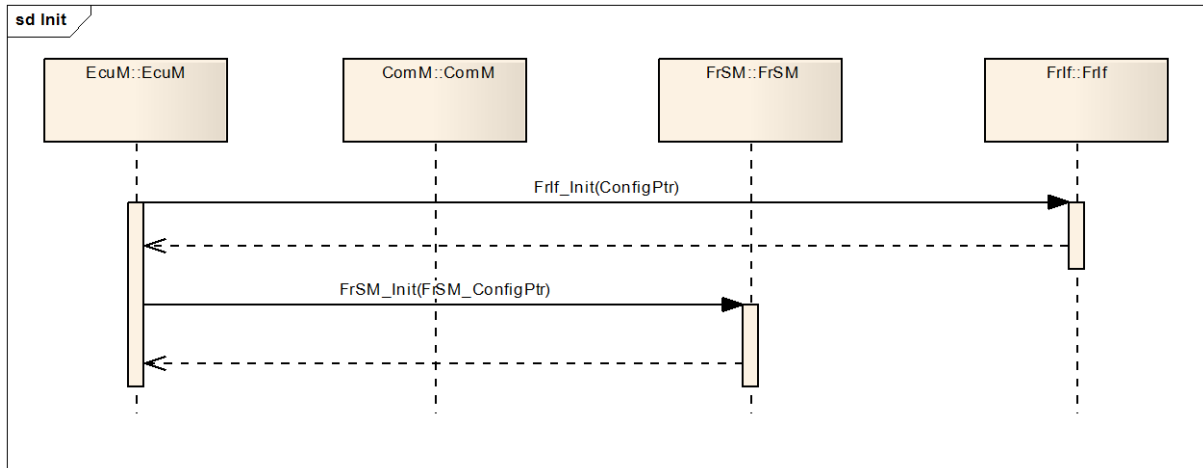 sd Init
EcuM::EcuM
ComM::ComM
FrSM::FrSM
FrIf::FrIf
FrIf_Init(ConfigPtr)
FrSM_Init(FrSM_ConfigPtr)